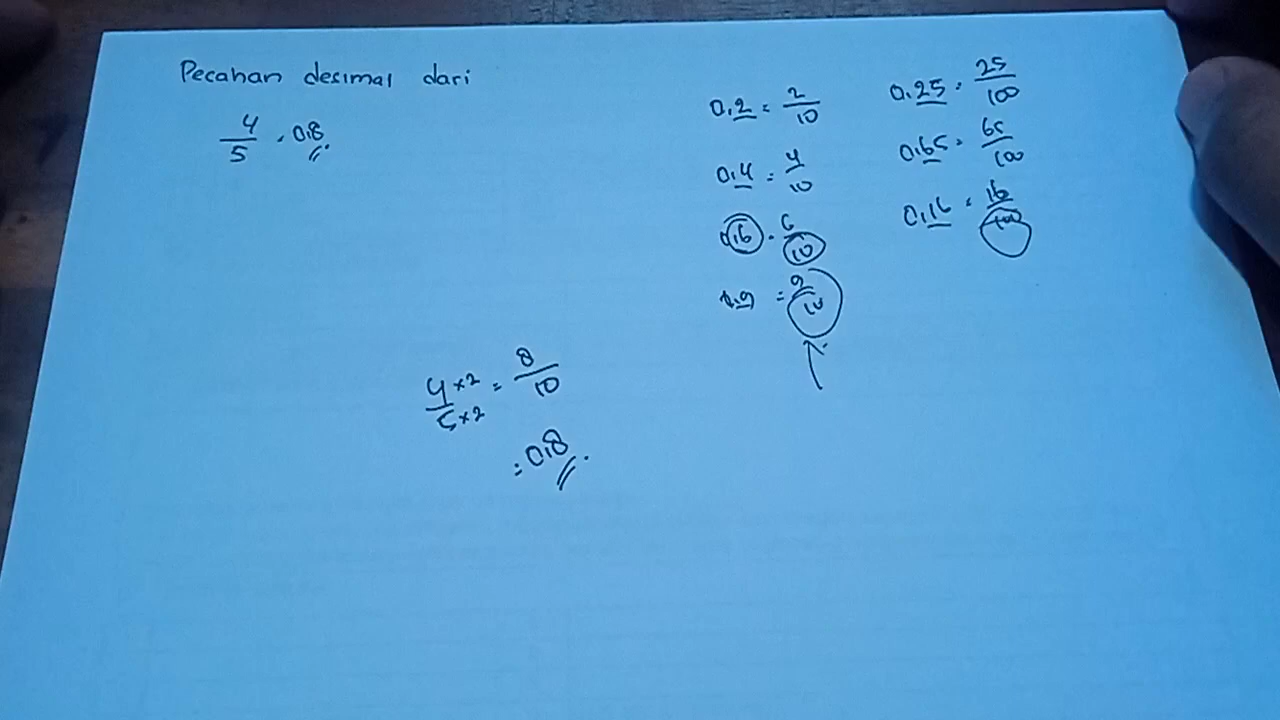 Pecahan desimal dari
4/5 = 0,8
0,2 = 2/10
0,4 = 4/10
0,6 = 6/10
0,9 = 9/10
0,25 = 25/100
0,65 = 65/100
0,16 = 16/100
4×2/5×2 = 8/10
= 0,8